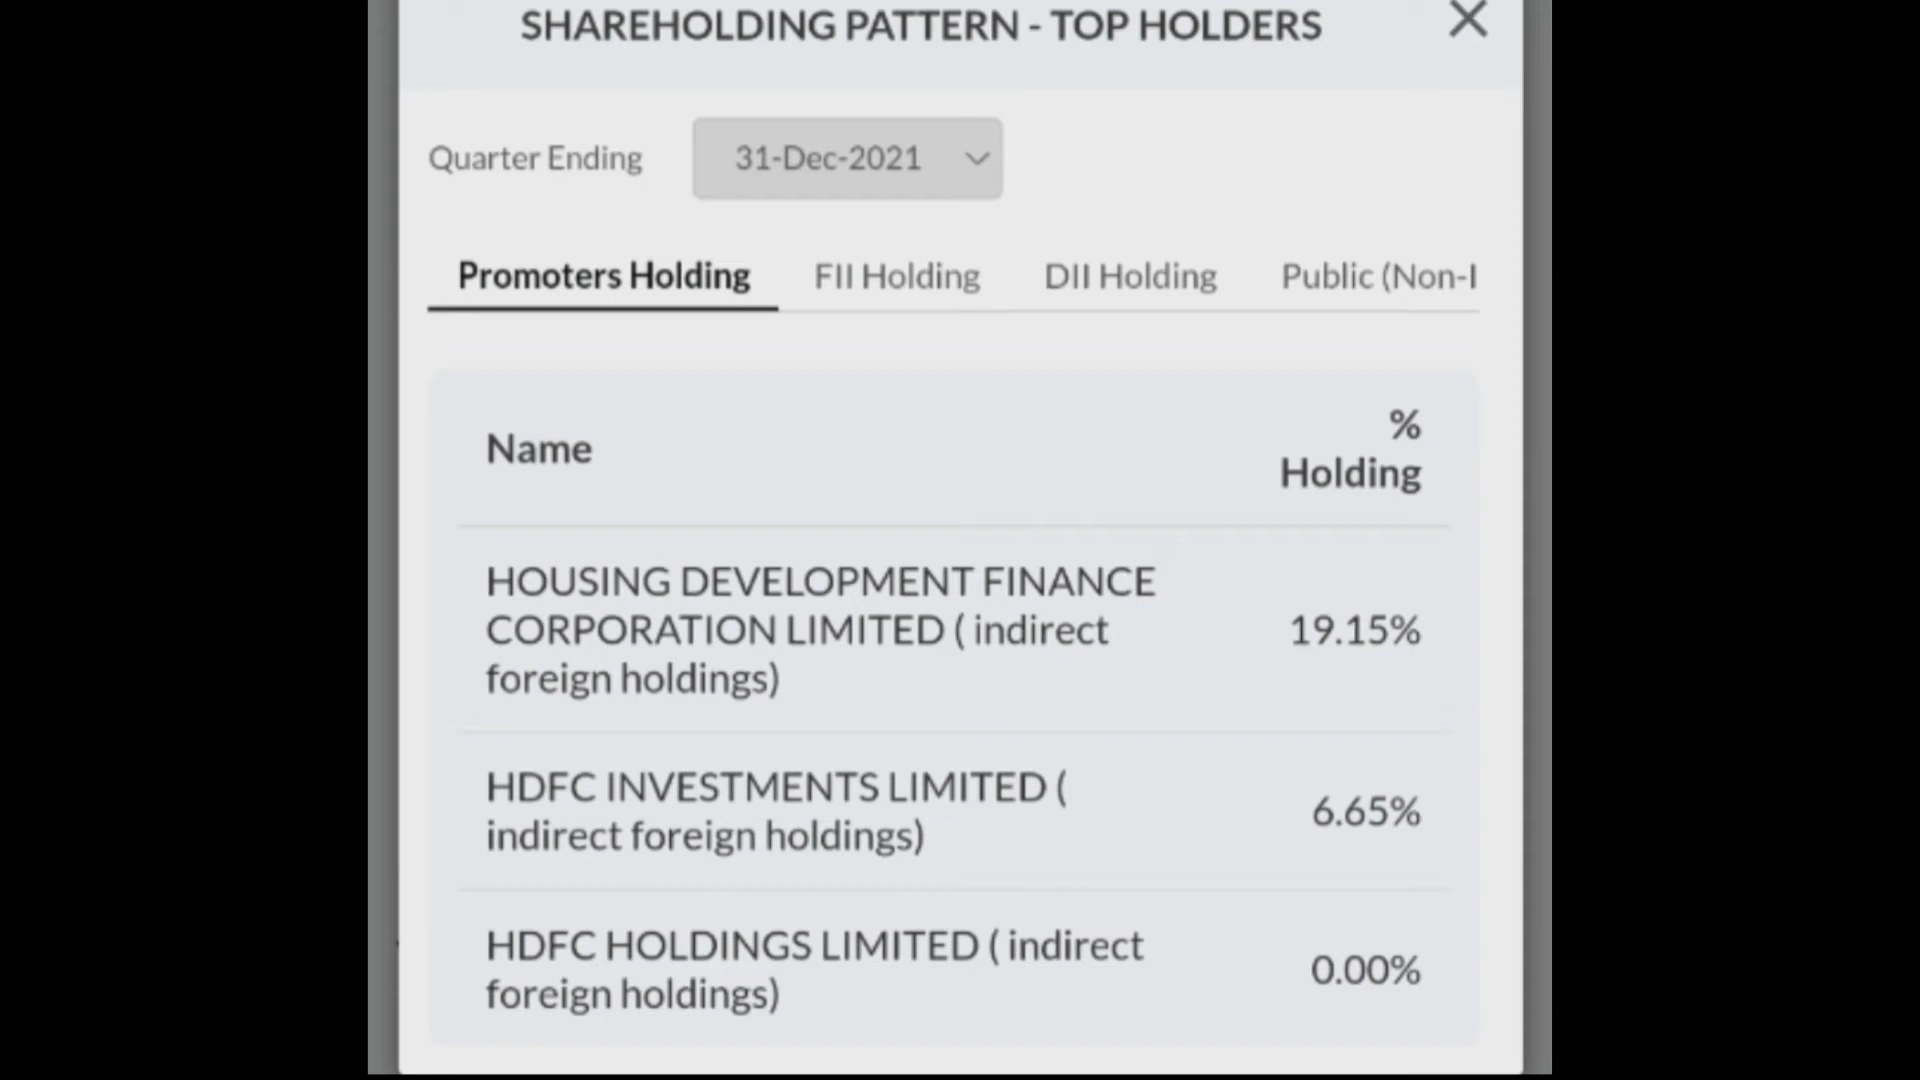 SHAREHOLDING PATTERN - TOP HOLDERS
Quarter Ending
31-Dec-2021
Promoters Holding
FII Holding
DII Holding
Public (Non-I
Name
%
Holding
HOUSING DEVELOPMENT FINANCE
CORPORATION LIMITED ( indirect
foreign holdings)
19.15%
HDFC INVESTMENTS LIMITED (
indirect foreign holdings)
6.65%
HDFC HOLDINGS LIMITED ( indirect
foreign holdings)
0.00%